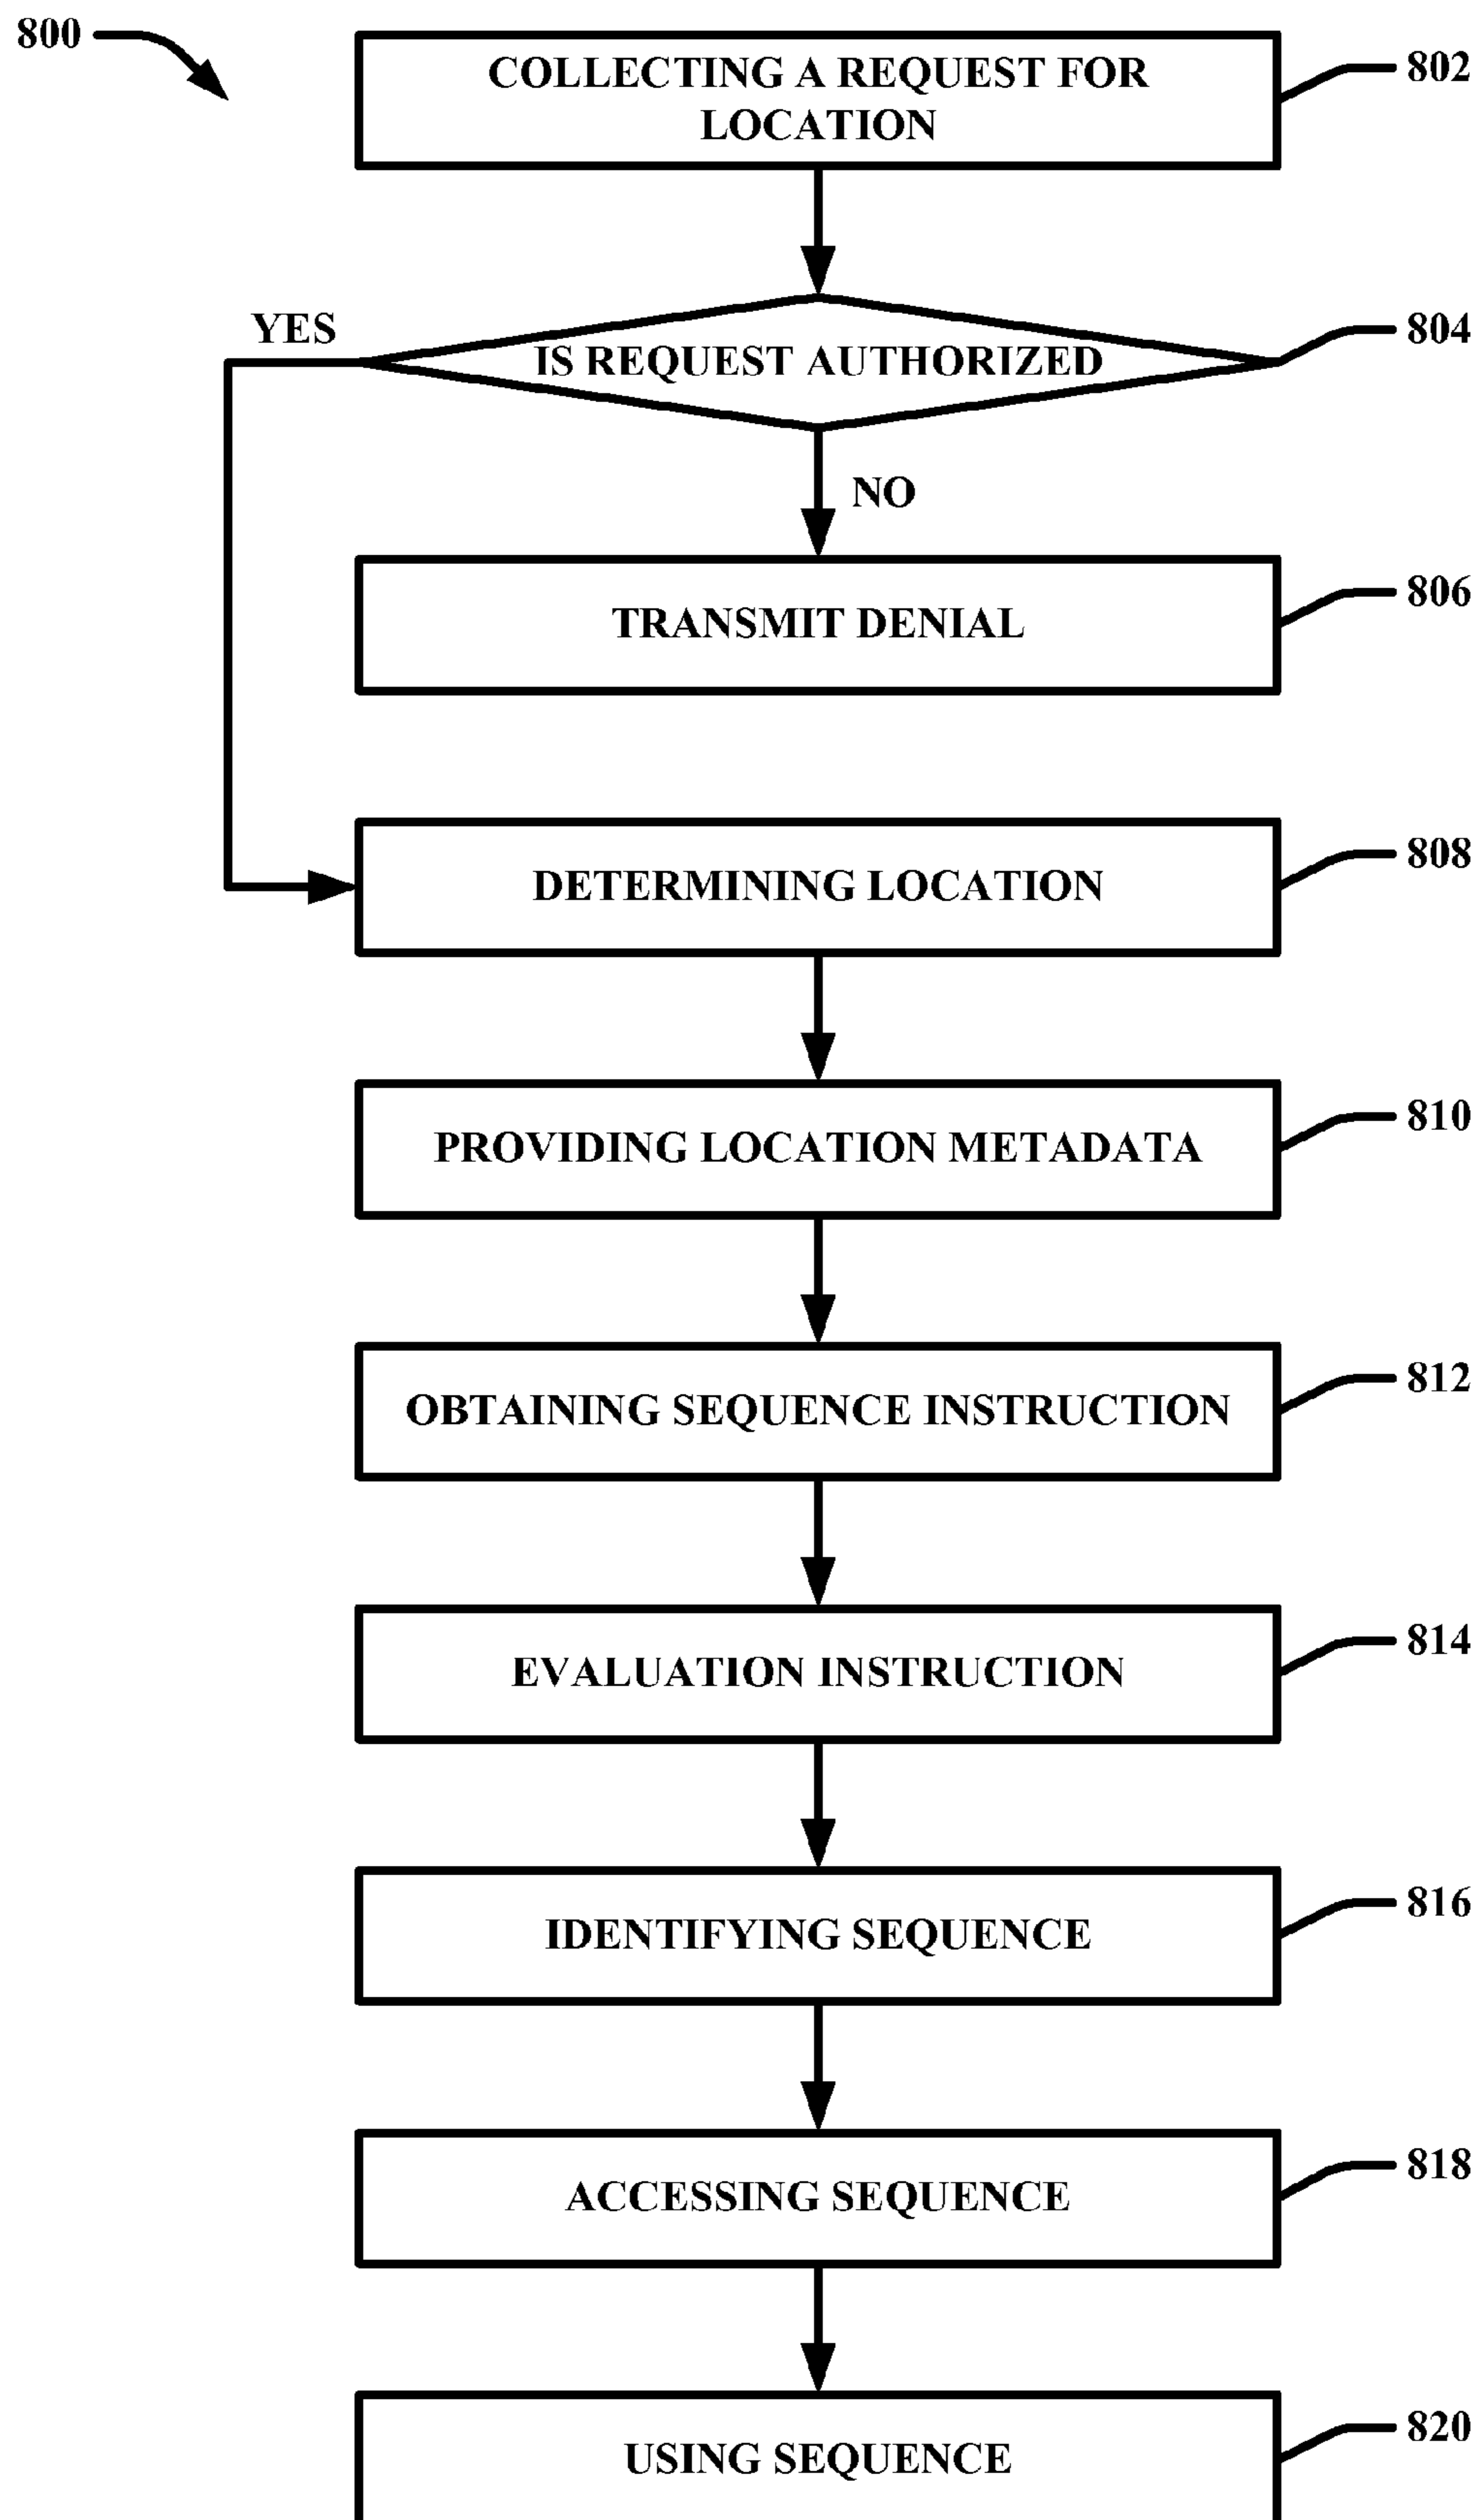 800
COLLECTING A REQUEST FOR
LOCATION
802
YES
IS REQUEST AUTHORIZED
804
NO
TRANSMIT DENIAL
806
DETERMINING LOCATION
808
PROVIDING LOCATION METADATA
810
OBTAINING SEQUENCE INSTRUCTION
812
EVALUATION INSTRUCTION
814
IDENTIFYING SEQUENCE
816
ACCESSING SEQUENCE
818
USING SEQUENCE
820